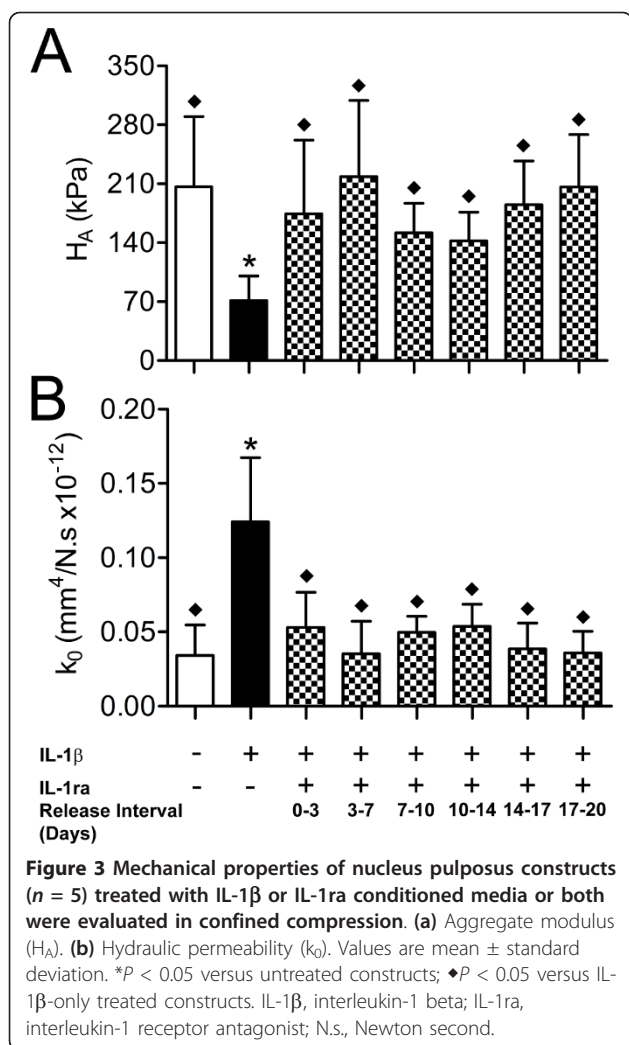 A
350
280
210
140
70
0
H_A (kPa)
◆ * ◆ ◆ ◆ ◆ ◆ ◆
B
0.20
0.15
0.10
0.05
0.00
k₀ (mm⁴/N.s x10⁻¹²)
◆ * ◆ ◆ ◆ ◆ ◆ ◆
IL-1β - + + + + + + +
IL-1ra - - + + + + + +
Release Interval 0-3 3-7 7-10 10-14 14-17 17-20
(Days)
Figure 3 Mechanical properties of nucleus pulposus constructs
(n = 5) treated with IL-1β or IL-1ra conditioned media or both
were evaluated in confined compression. (a) Aggregate modulus
(H_A). (b) Hydraulic permeability (k₀). Values are mean ± standard
deviation. *P < 0.05 versus untreated constructs; ◆P < 0.05 versus IL-
1β-only treated constructs. IL-1β, interleukin-1 beta; IL-1ra,
interleukin-1 receptor antagonist; N.s., Newton second.